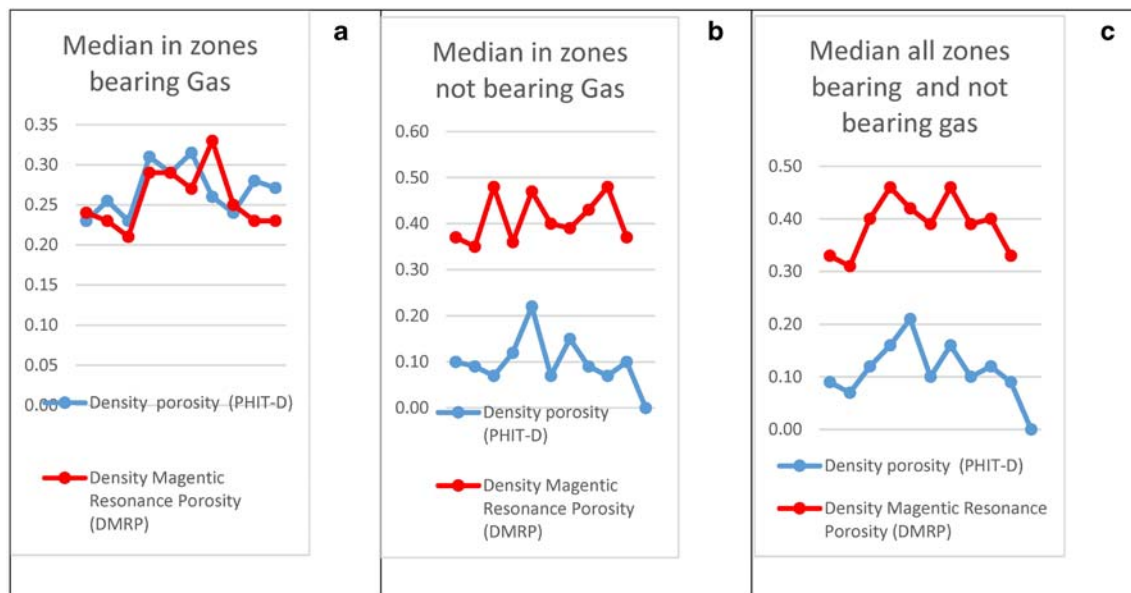 a
Median in zones
bearing Gas
0.35
0.30
0.25
0.20
0.15
0.10
0.05
0.00
Density porosity (PHIT-D)
Density Magentic
Resonance Porosity
(DMRP)
b
Median in zones
not bearing Gas
0.60
0.50
0.40
0.30
0.20
0.10
0.00
Density porosity
(PHIT-D)
Density Magentic
Resonance Porosity
(DMRP)
c
Median all zones
bearing and not
bearing gas
0.50
0.40
0.30
0.20
0.10
0.00
Density porosity (PHIT-D)
Density Magentic Resonance
Porosity (DMRP)